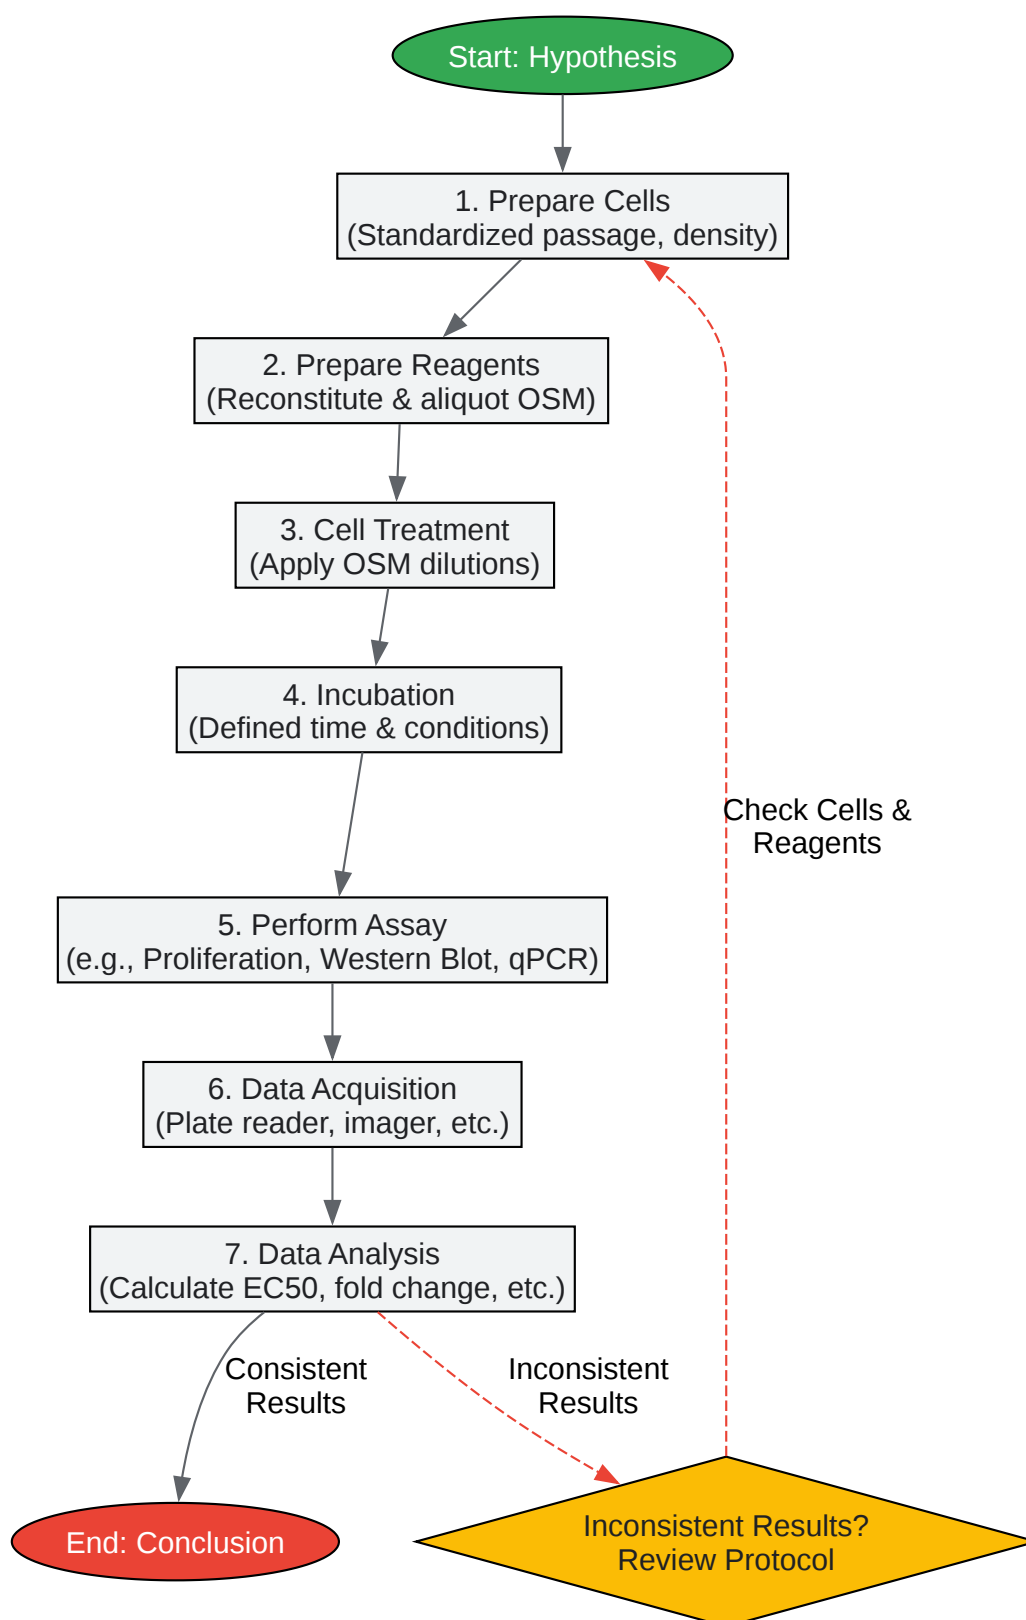 Start: Hypothesis
1. Prepare Cells
(Standardized passage, density)
2. Prepare Reagents
(Reconstitute & aliquot OSM)
3. Cell Treatment
(Apply OSM dilutions)
4. Incubation
(Defined time & conditions)
Check Cells &
Reagents
5. Perform Assay
(e.g., Proliferation, Western Blot, qPCR)
6. Data Acquisition
(Plate reader, imager, etc.)
7. Data Analysis
(Calculate EC50, fold change, etc.)
Consistent
Results
Inconsistent
Results
End: Conclusion
Inconsistent Results?
Review Protocol